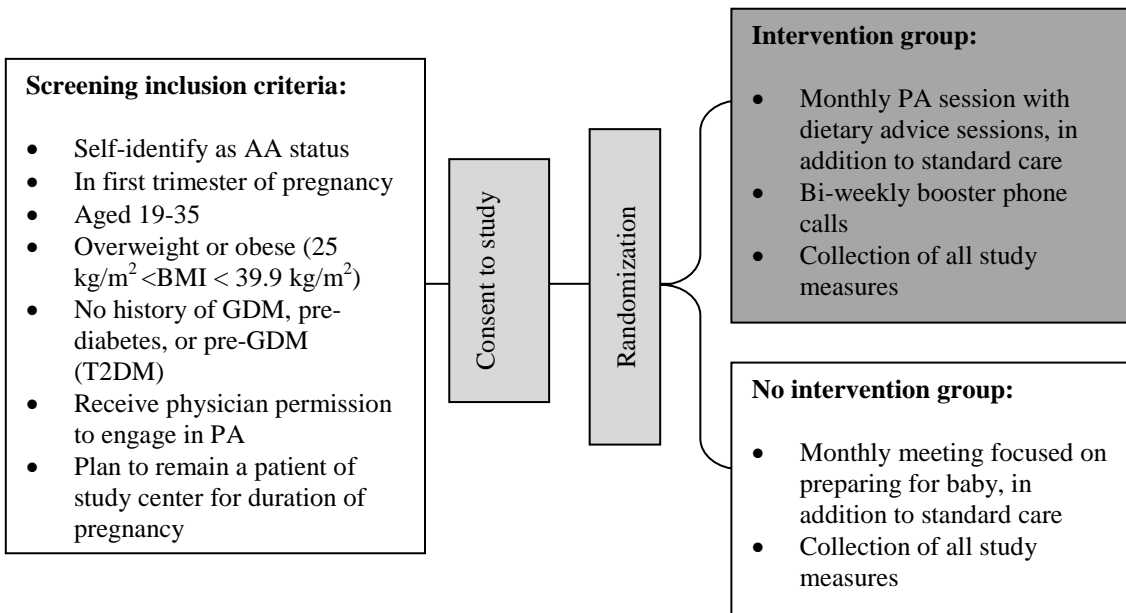 Screening inclusion criteria:
• Self-identify as AA status
• In first trimester of pregnancy
• Aged 19-35
• Overweight or obese (25
kg/m² <BMI < 39.9 kg/m²)
• No history of GDM, pre-
diabetes, or pre-GDM
(T2DM)
• Receive physician permission
to engage in PA
• Plan to remain a patient of
study center for duration of
pregnancy
Consent to study
Randomization
Intervention group:
• Monthly PA session with
dietary advice sessions, in
addition to standard care
• Bi-weekly booster phone
calls
• Collection of all study
measures
No intervention group:
• Monthly meeting focused on
preparing for baby, in
addition to standard care
• Collection of all study
measures